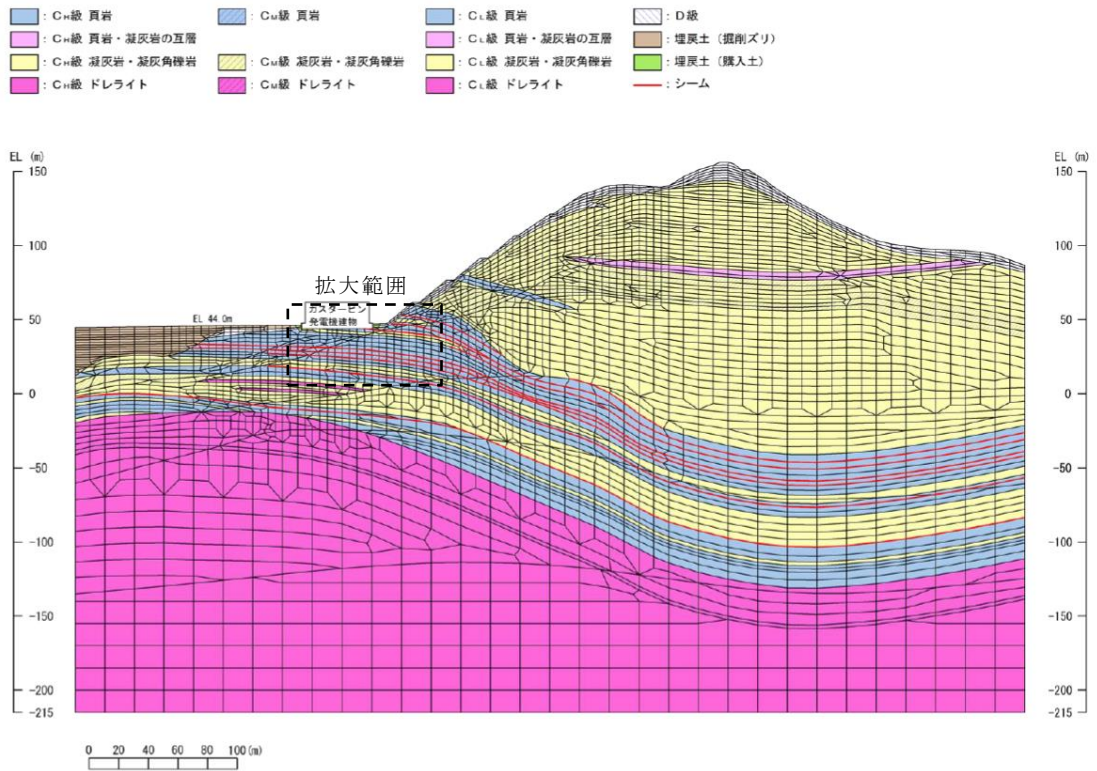 : CH級 頁岩 : CM級 頁岩 : CL級 頁岩 : D級
: CH級 頁岩・凝灰岩の互層 : CL級 頁岩・凝灰岩の互層 : 埋戻土（掘削ズリ）
: CH級 凝灰岩・凝灰角礫岩 : CM級 凝灰岩・凝灰角礫岩 : CL級 凝灰岩・凝灰角礫岩 : 埋戻土（購入土）
: CH級 ドレライト : CM級 ドレライト : CL級 ドレライト : シーム
EL (m) EL (m)
150 150
100 100
拡大範囲
ガスタービン
発電機建物
EL 44.0m
50 50
0 0
-50 -50
-100 -100
-150 -150
-200 -200
-215 -215
0 20 40 60 80 100(m)